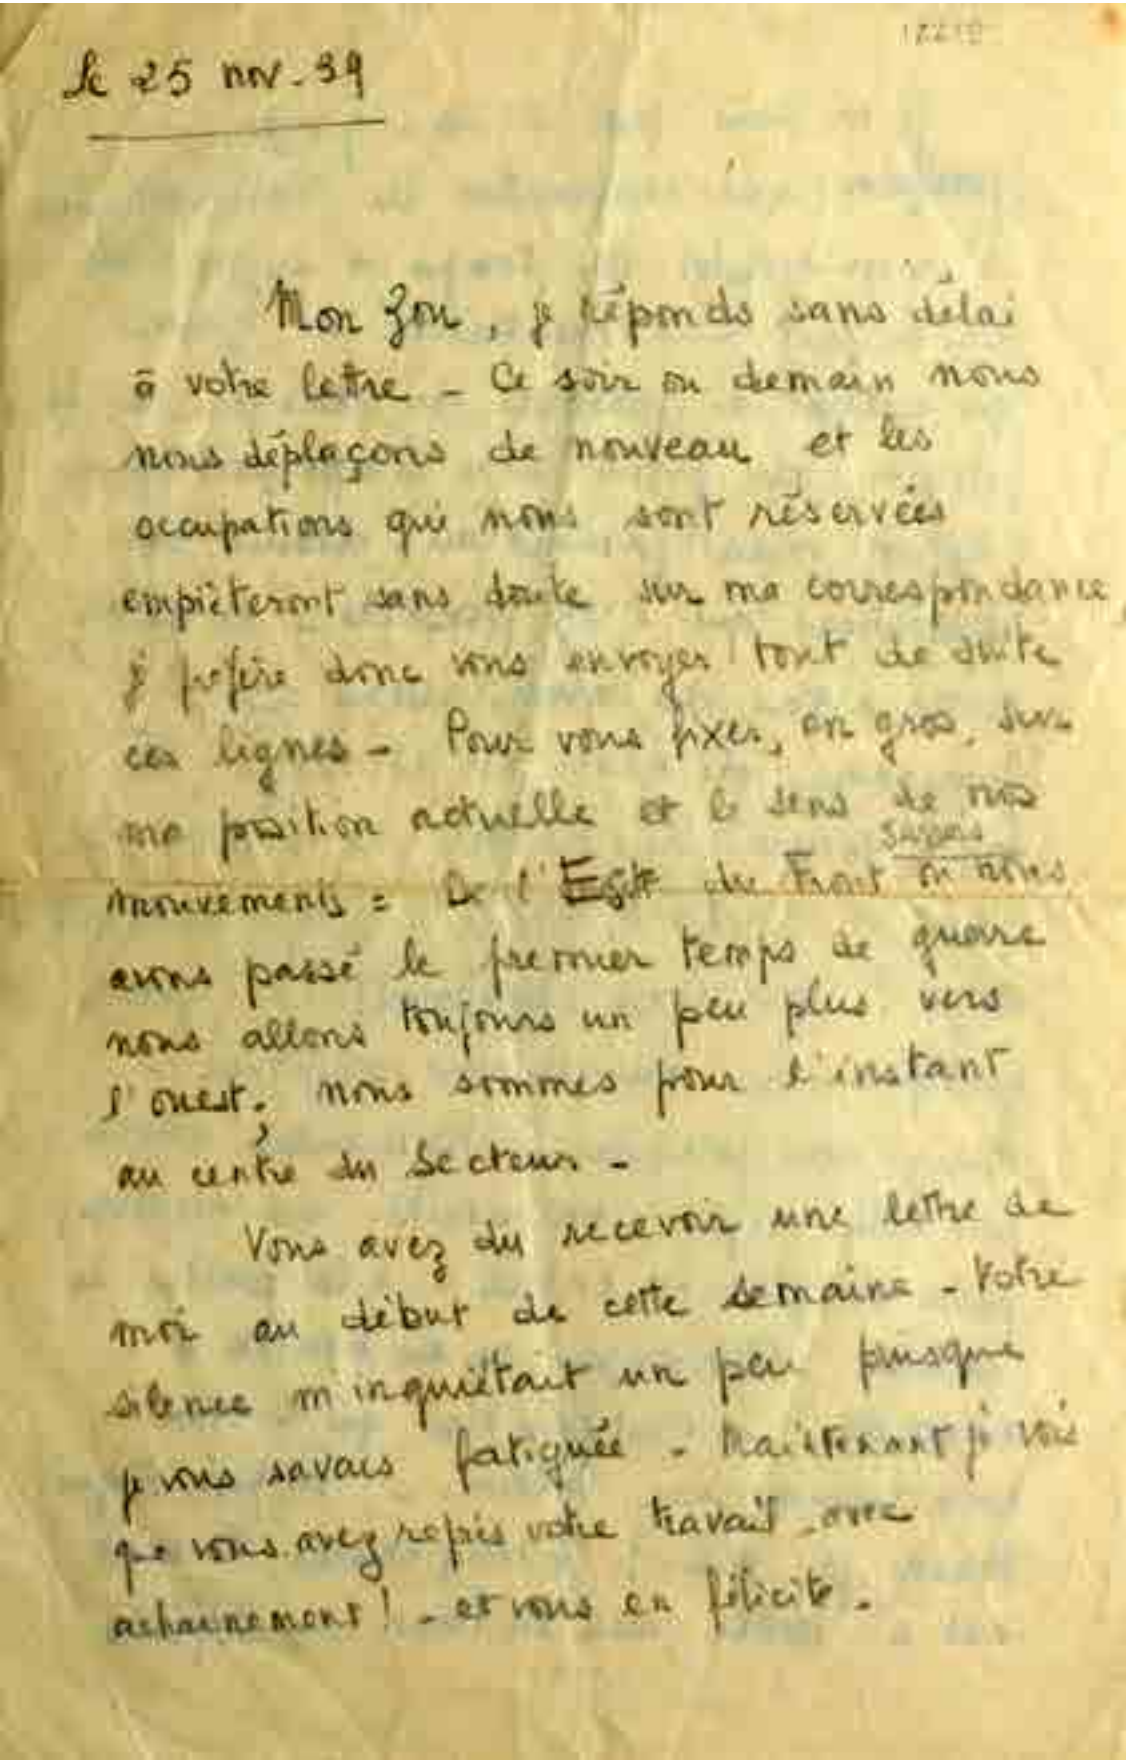 le 25 nov. 39
Mon Zou, je réponds sans délai
à votre lettre - Ce soir ou demain nous
nous déplaçons de nouveau et les
occupations qui nous sont réservées
empièteront sans doute sur ma correspondance,
je préfère donc vous envoyer tout de suite
ces lignes - Pour vous fixer, en gros, sur
ma position actuelle et le sens de nos
mouvements : De l'Est du Front où nous
avons passé le premier temps de guerre
nous allons toujours un peu plus vers
l'ouest ; nous sommes pour l'instant
au centre du Secteur -
Vous avez du recevoir une lettre de
moi au début de cette semaine - Votre
silence m'inquiétait un peu puisque
je vous savais fatiguée - Maintenant je vois
que vous avez repris votre travail avec
acharnement ! - et vous en félicite -